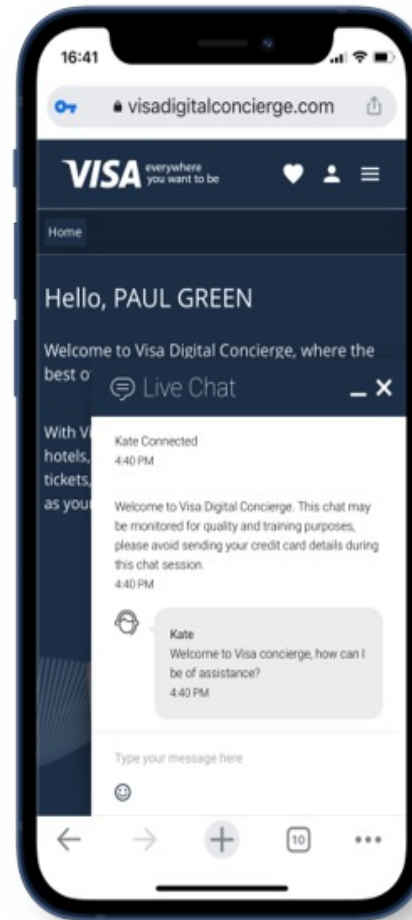 16:41
visadigitalconcierge.com
VISA everywhere
you want to be
Home
Hello, PAUL GREEN
Welcome to Visa Digital Concierge, where the
best o
With Vi
hotels,
tickets,
as your
Live Chat
Kate Connected
4:40 PM
Welcome to Visa Digital Concierge. This chat may
be monitored for quality and training purposes,
please avoid sending your credit card details during
this chat session.
4:40 PM
Kate
Welcome to Visa concierge, how can I
be of assistance?
4:40 PM
Type your message here
10